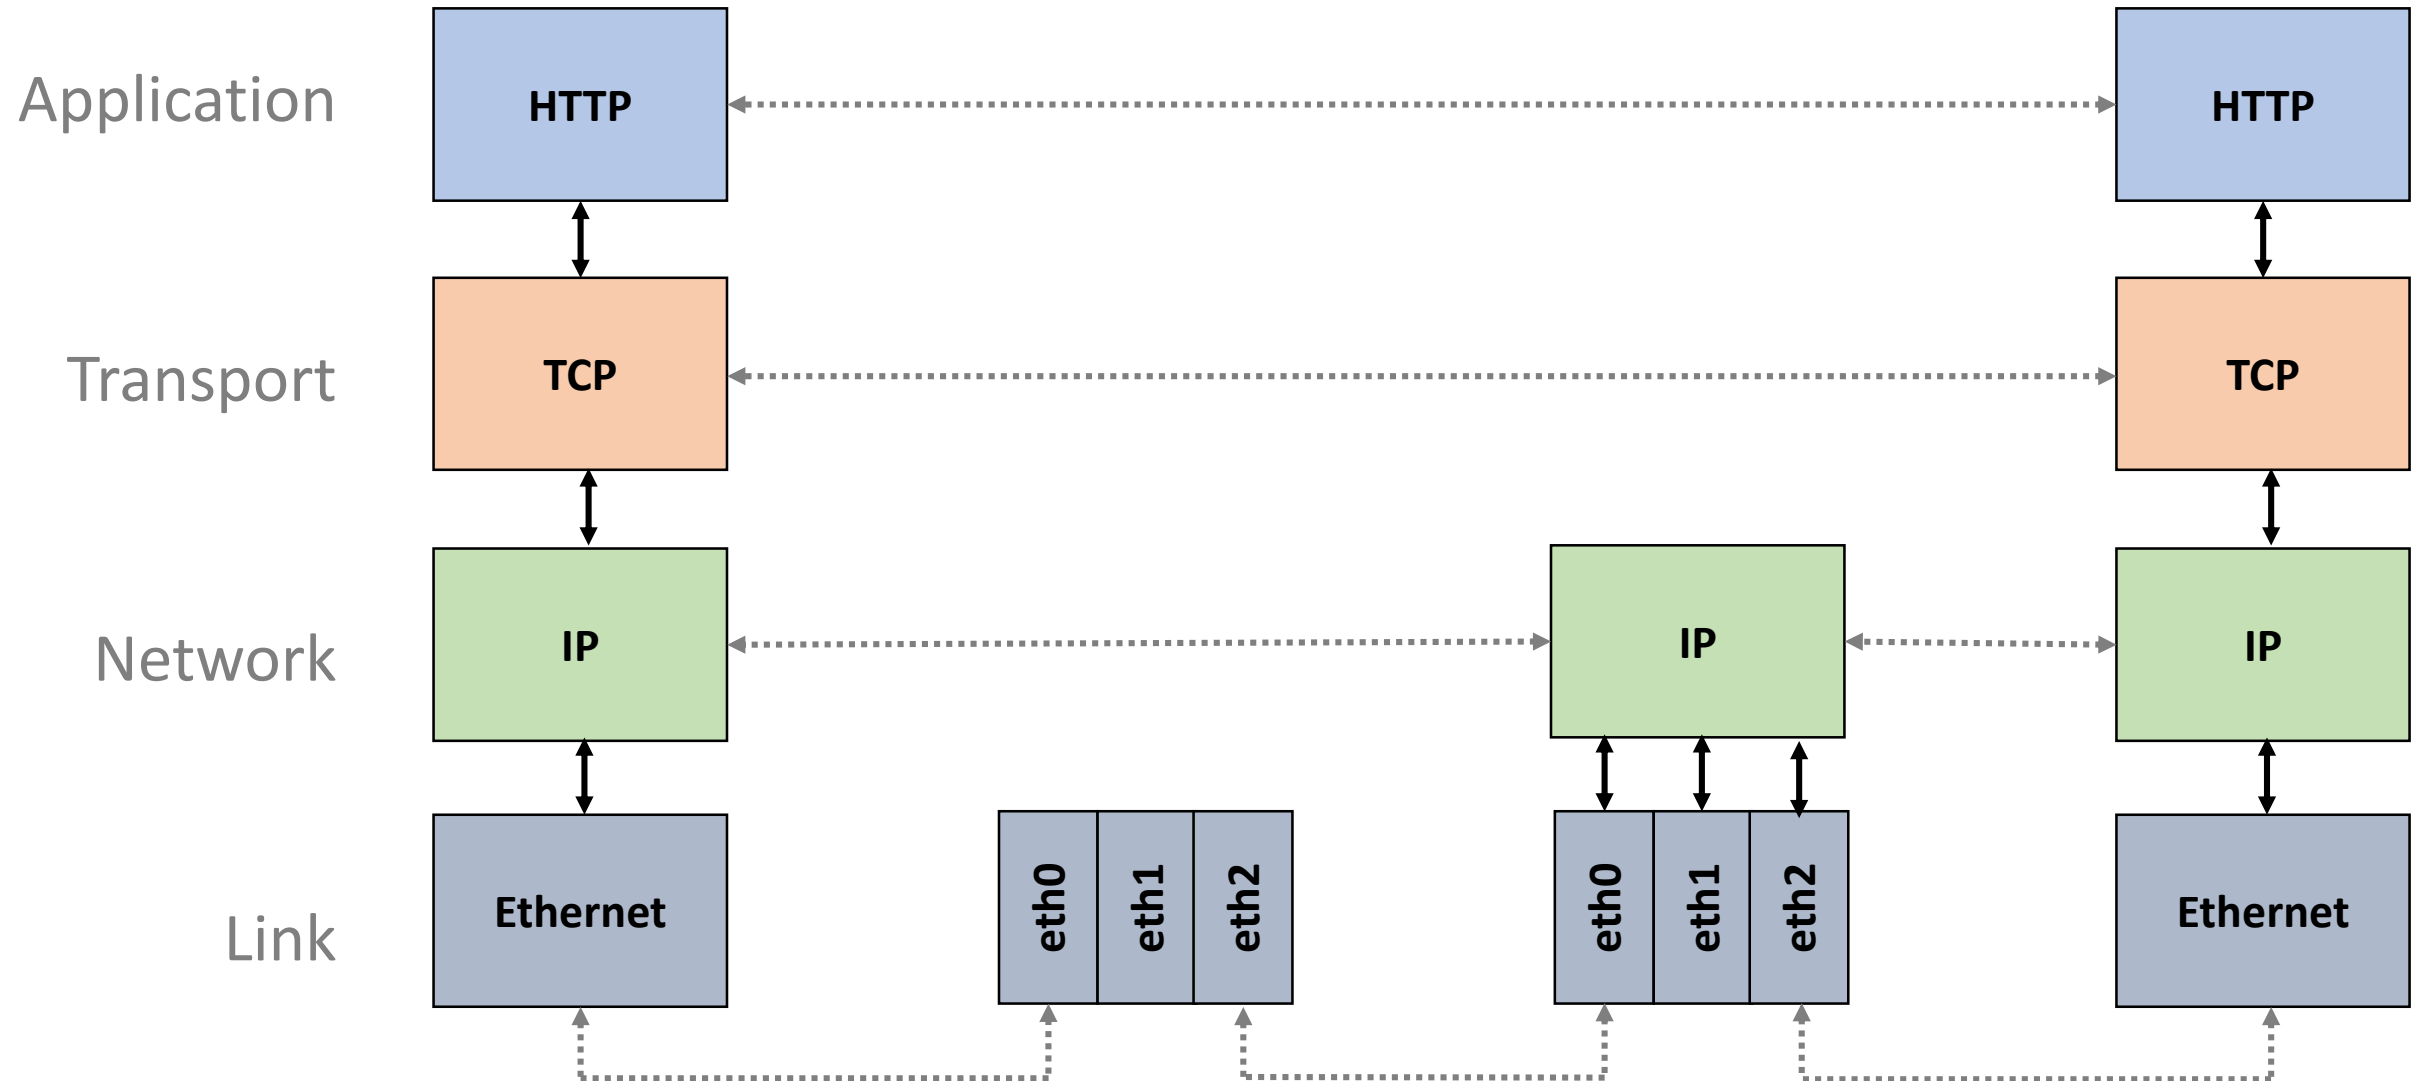 Application
HTTP
HTTP
Transport
TCP
TCP
Network
IP
IP
IP
Link
Ethernet
eth0
eth1
eth2
eth0
eth1
eth2
Ethernet